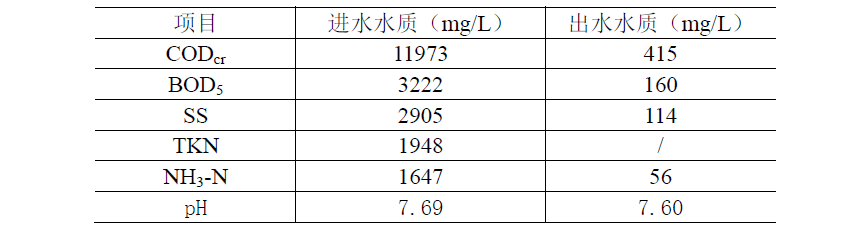 项目 进水水质（mg/L） 出水水质（mg/L）
CODcr 11973 415
BOD5 3222 160
SS 2905 114
TKN 1948 /
NH3-N 1647 56
pH 7.69 7.60